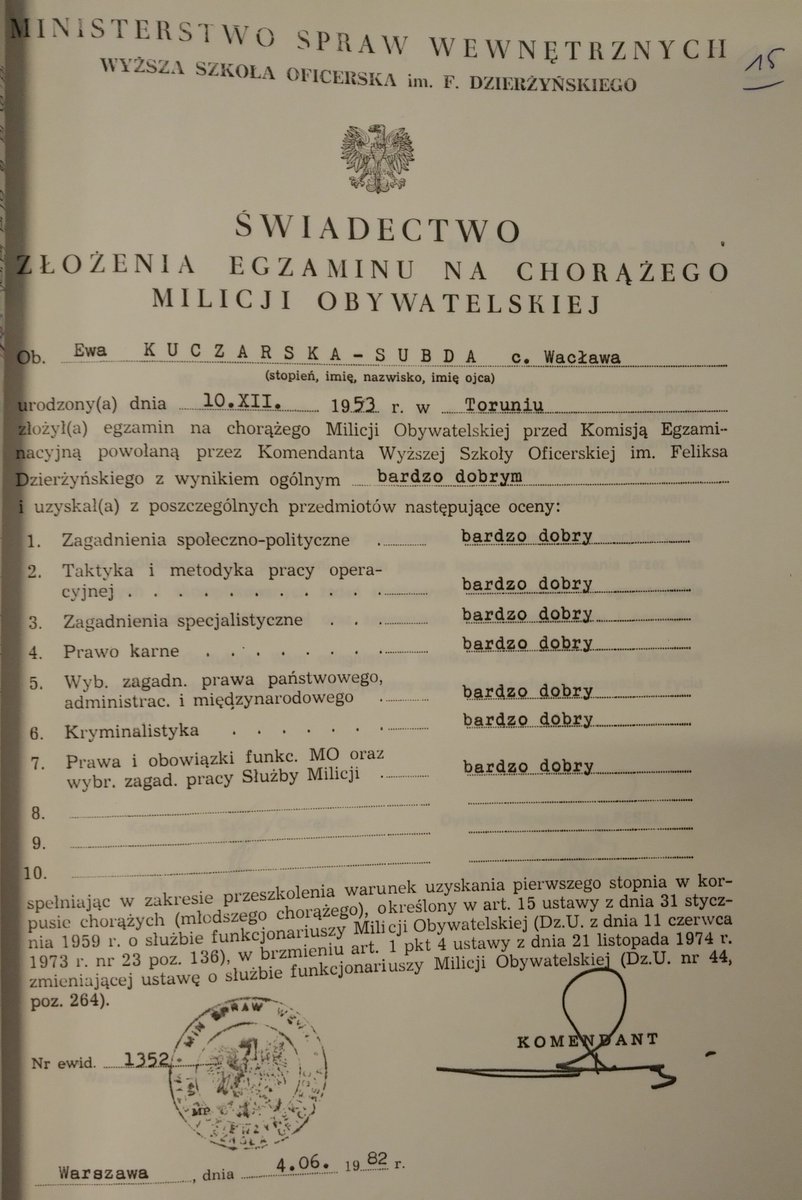 MINISTERSTWO SPRAW WEWNĘTRZNYCH
WYŻSZA SZKOŁA OFICERSKA im. F. DZIERŻYŃSKIEGO
15
ŚWIADECTWO
ZŁOŻENIA EGZAMINU NA CHORĄŻEGO
MILICJI OBYWATELSKIEJ
Ob. Ewa KUCZARSKA-SUBDA c. Wacława
(stopień, imię, nazwisko, imię ojca)
urodzony(a) dnia 10.XII. 1953 r. w Toruniu
złożył(a) egzamin na chorążego Milicji Obywatelskiej przed Komisją Egzami-
nacyjną powołaną przez Komendanta Wyższej Szkoły Oficerskiej im. Feliksa
Dzierżyńskiego z wynikiem ogólnym bardzo dobrym
i uzyskał(a) z poszczególnych przedmiotów następujące oceny:
1. Zagadnienia społeczno-polityczne bardzo dobry
2. Taktyka i metodyka pracy opera-
cyjnej bardzo dobry
3. Zagadnienia specjalistyczne bardzo dobry
4. Prawo karne bardzo dobry
5. Wyb. zagadn. prawa państwowego,
administrac. i międzynarodowego bardzo dobry
6. Kryminalistyka bardzo dobry
7. Prawa i obowiązki funkc. MO oraz
wybr. zagad. pracy Służby Milicji bardzo dobry
8.
9.
10.
spełniając w zakresie przeszkolenia warunek uzyskania pierwszego stopnia w kor-
pusie chorążych (młodszego chorążego), określony w art. 15 ustawy z dnia 31 stycz-
nia 1959 r. o służbie funkcjonariuszy Milicji Obywatelskiej (Dz.U. z dnia 11 czerwca
1973 r. nr 23 poz. 136), w brzmieniu art. 1 pkt 4 ustawy z dnia 21 listopada 1974 r.
zmieniającej ustawę o służbie funkcjonariuszy Milicji Obywatelskiej (Dz.U. nr 44,
poz. 264).
KOMENDANT
Nr ewid. 1352
MIN SPRAW
MP
Warszawa, dnia 4.06. 1982 r.